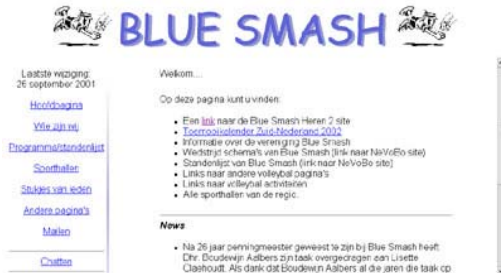 BLUE SMASH
Laatste wijziging:
26 september 2001
Hoofdpagina
Wie zijn wij
Programma/standenlijst
Sporthallen
Stukjes van leden
Andere pagina's
Mailen
Chatten
Welkom....
Op deze pagina kunt u vinden:
Een link naar de Blue Smash Heren 2 site
Toernooikalender Zuid-Nederland 2002
Informatie over de vereniging Blue Smash
Wedstrijd schema's van Blue Smash (link naar NeVoBo site)
Standenlijst van Blue Smash (link naar NeVoBo site)
Links naar andere volleybal pagina's
Links naar volleybal activiteiten
Alle sporthallen van de regio.
News
Na 26 jaar penningmeester geweest te zijn bij Blue Smash heeft
Dhr. Boudewijn Aalbers zijn taak overgedragen aan Lisette
Claehoudt. Als dank dat Boudewijn Aalbers al die jaren die taak op